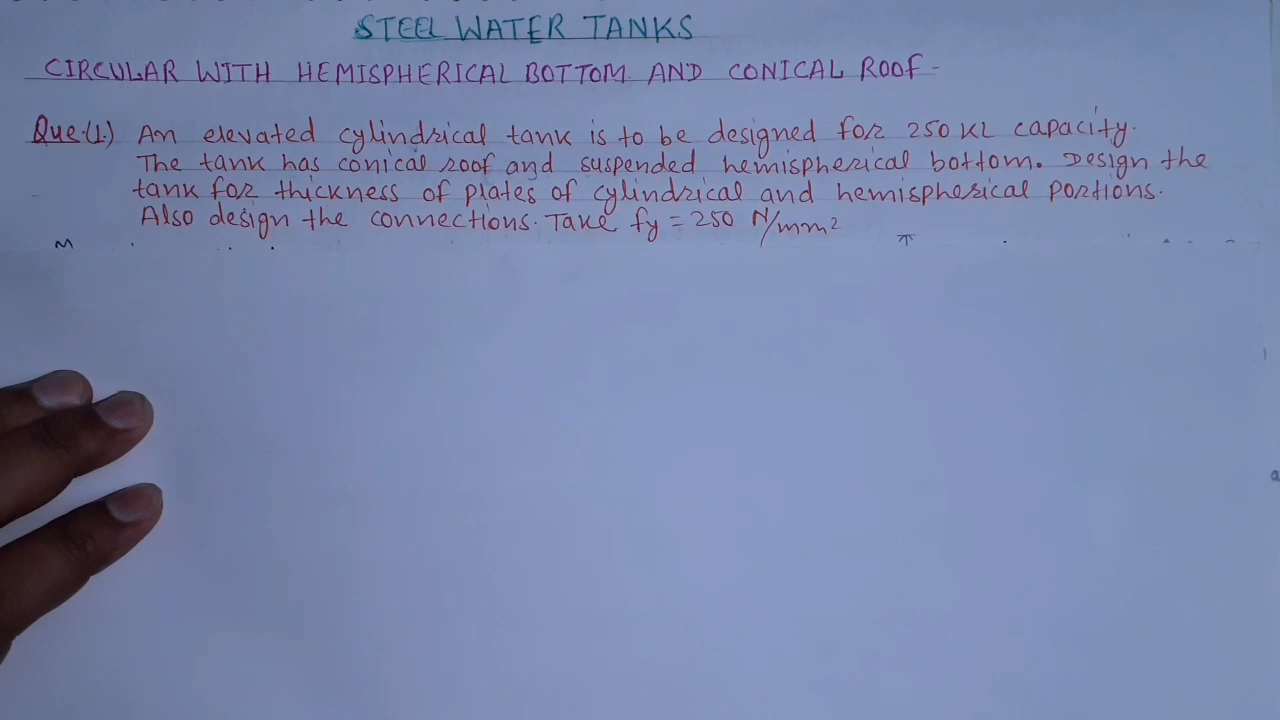 STEEL WATER TANKS
CIRCULAR WITH HEMISPHERICAL BOTTOM AND CONICAL ROOF -
Que.(1.) An elevated cylindrical tank is to be designed for 250 KL capacity.
The tank has conical roof and suspended hemispherical bottom. Design the
tank for thickness of plates of cylindrical and hemispherical portions.
Also design the connections. Take fy = 250 N/mm²